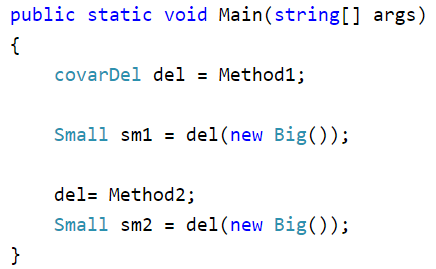 public static void Main(string[] args)
{
    covarDel del = Method1;
    Small sm1 = del(new Big());
    del= Method2;
    Small sm2 = del(new Big());
}